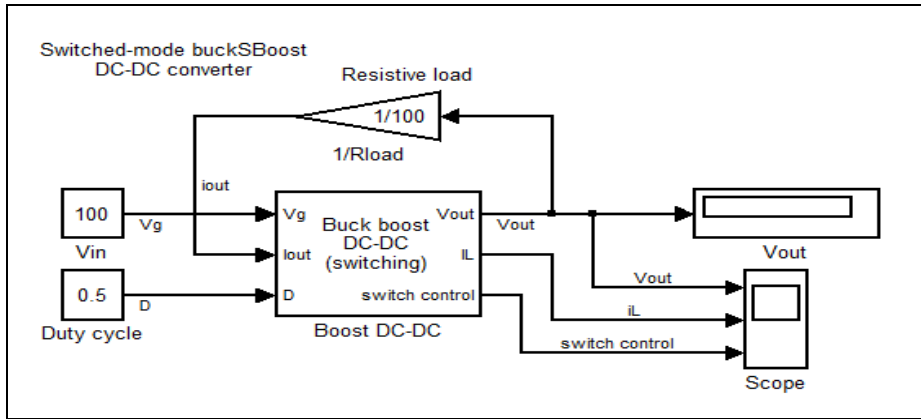 Switched-mode buckSBoost
DC-DC converter
Resistive load
1/100
1/Rload
iout
100
Vg
Vin
Vg
Iout
D
Buck boost
DC-DC
(switching)
Vout
IL
switch control
Vout
Vout
0.5
D
Duty cycle
Boost DC-DC
Vout
iL
switch control
Scope